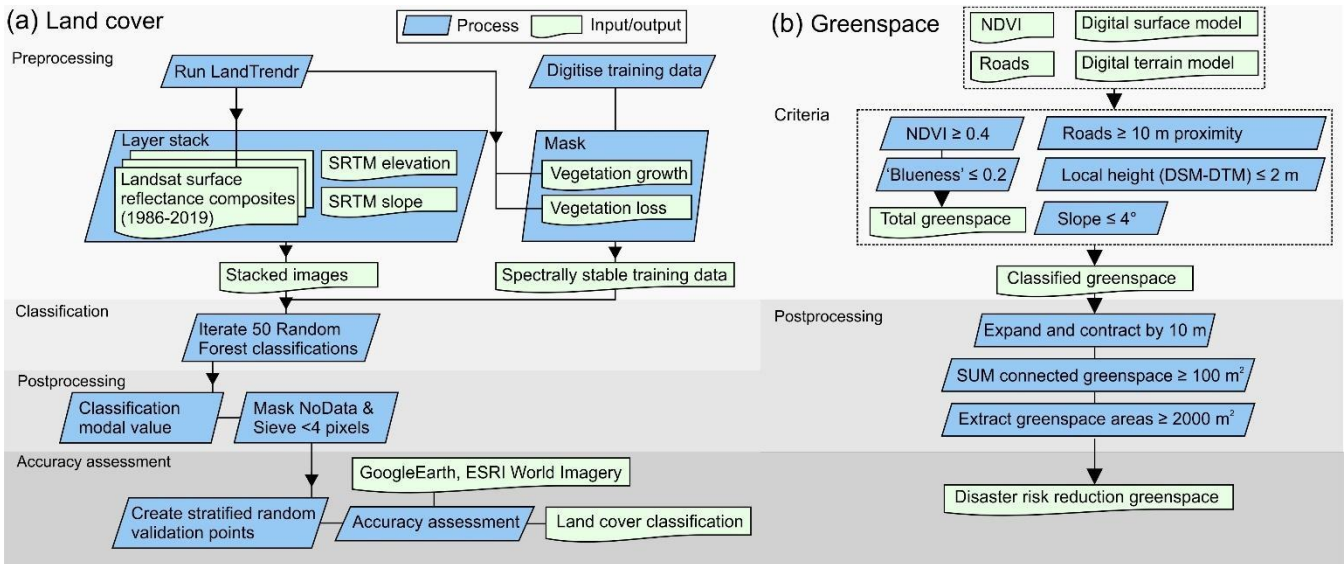 (a) Land cover
Process
Input/output
Preprocessing
Run LandTrendr
Digitise training data
Layer stack
Landsat surface
reflectance composites
(1986-2019)
SRTM elevation
SRTM slope
Mask
Vegetation growth
Vegetation loss
Stacked images
Spectrally stable training data
Classification
Iterate 50 Random
Forest classifications
Postprocessing
Classification
modal value
Mask NoData &
Sieve <4 pixels
Accuracy assessment
GoogleEarth, ESRI World Imagery
Create stratified random
validation points
Accuracy assessment
Land cover classification
(b) Greenspace
NDVI
Digital surface model
Roads
Digital terrain model
Criteria
NDVI ≥ 0.4
Roads ≥ 10 m proximity
‘Blueness’ ≤ 0.2
Local height (DSM-DTM) ≤ 2 m
Total greenspace
Slope ≤ 4°
Classified greenspace
Postprocessing
Expand and contract by 10 m
SUM connected greenspace ≥ 100 m²
Extract greenspace areas ≥ 2000 m²
Disaster risk reduction greenspace